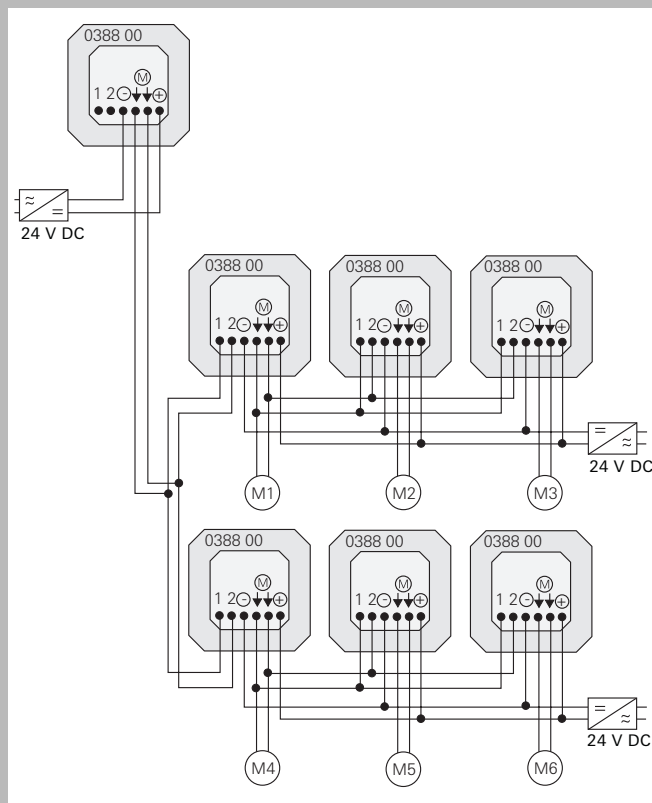 0388 00
M
1 2 - +
≈
=
24 V DC
0388 00 0388 00 0388 00
M M M
1 2 - + 1 2 - + 1 2 - +
=
≈
24 V DC
M1 M2 M3
0388 00 0388 00 0388 00
M M M
1 2 - + 1 2 - + 1 2 - +
=
≈
24 V DC
M4 M5 M6